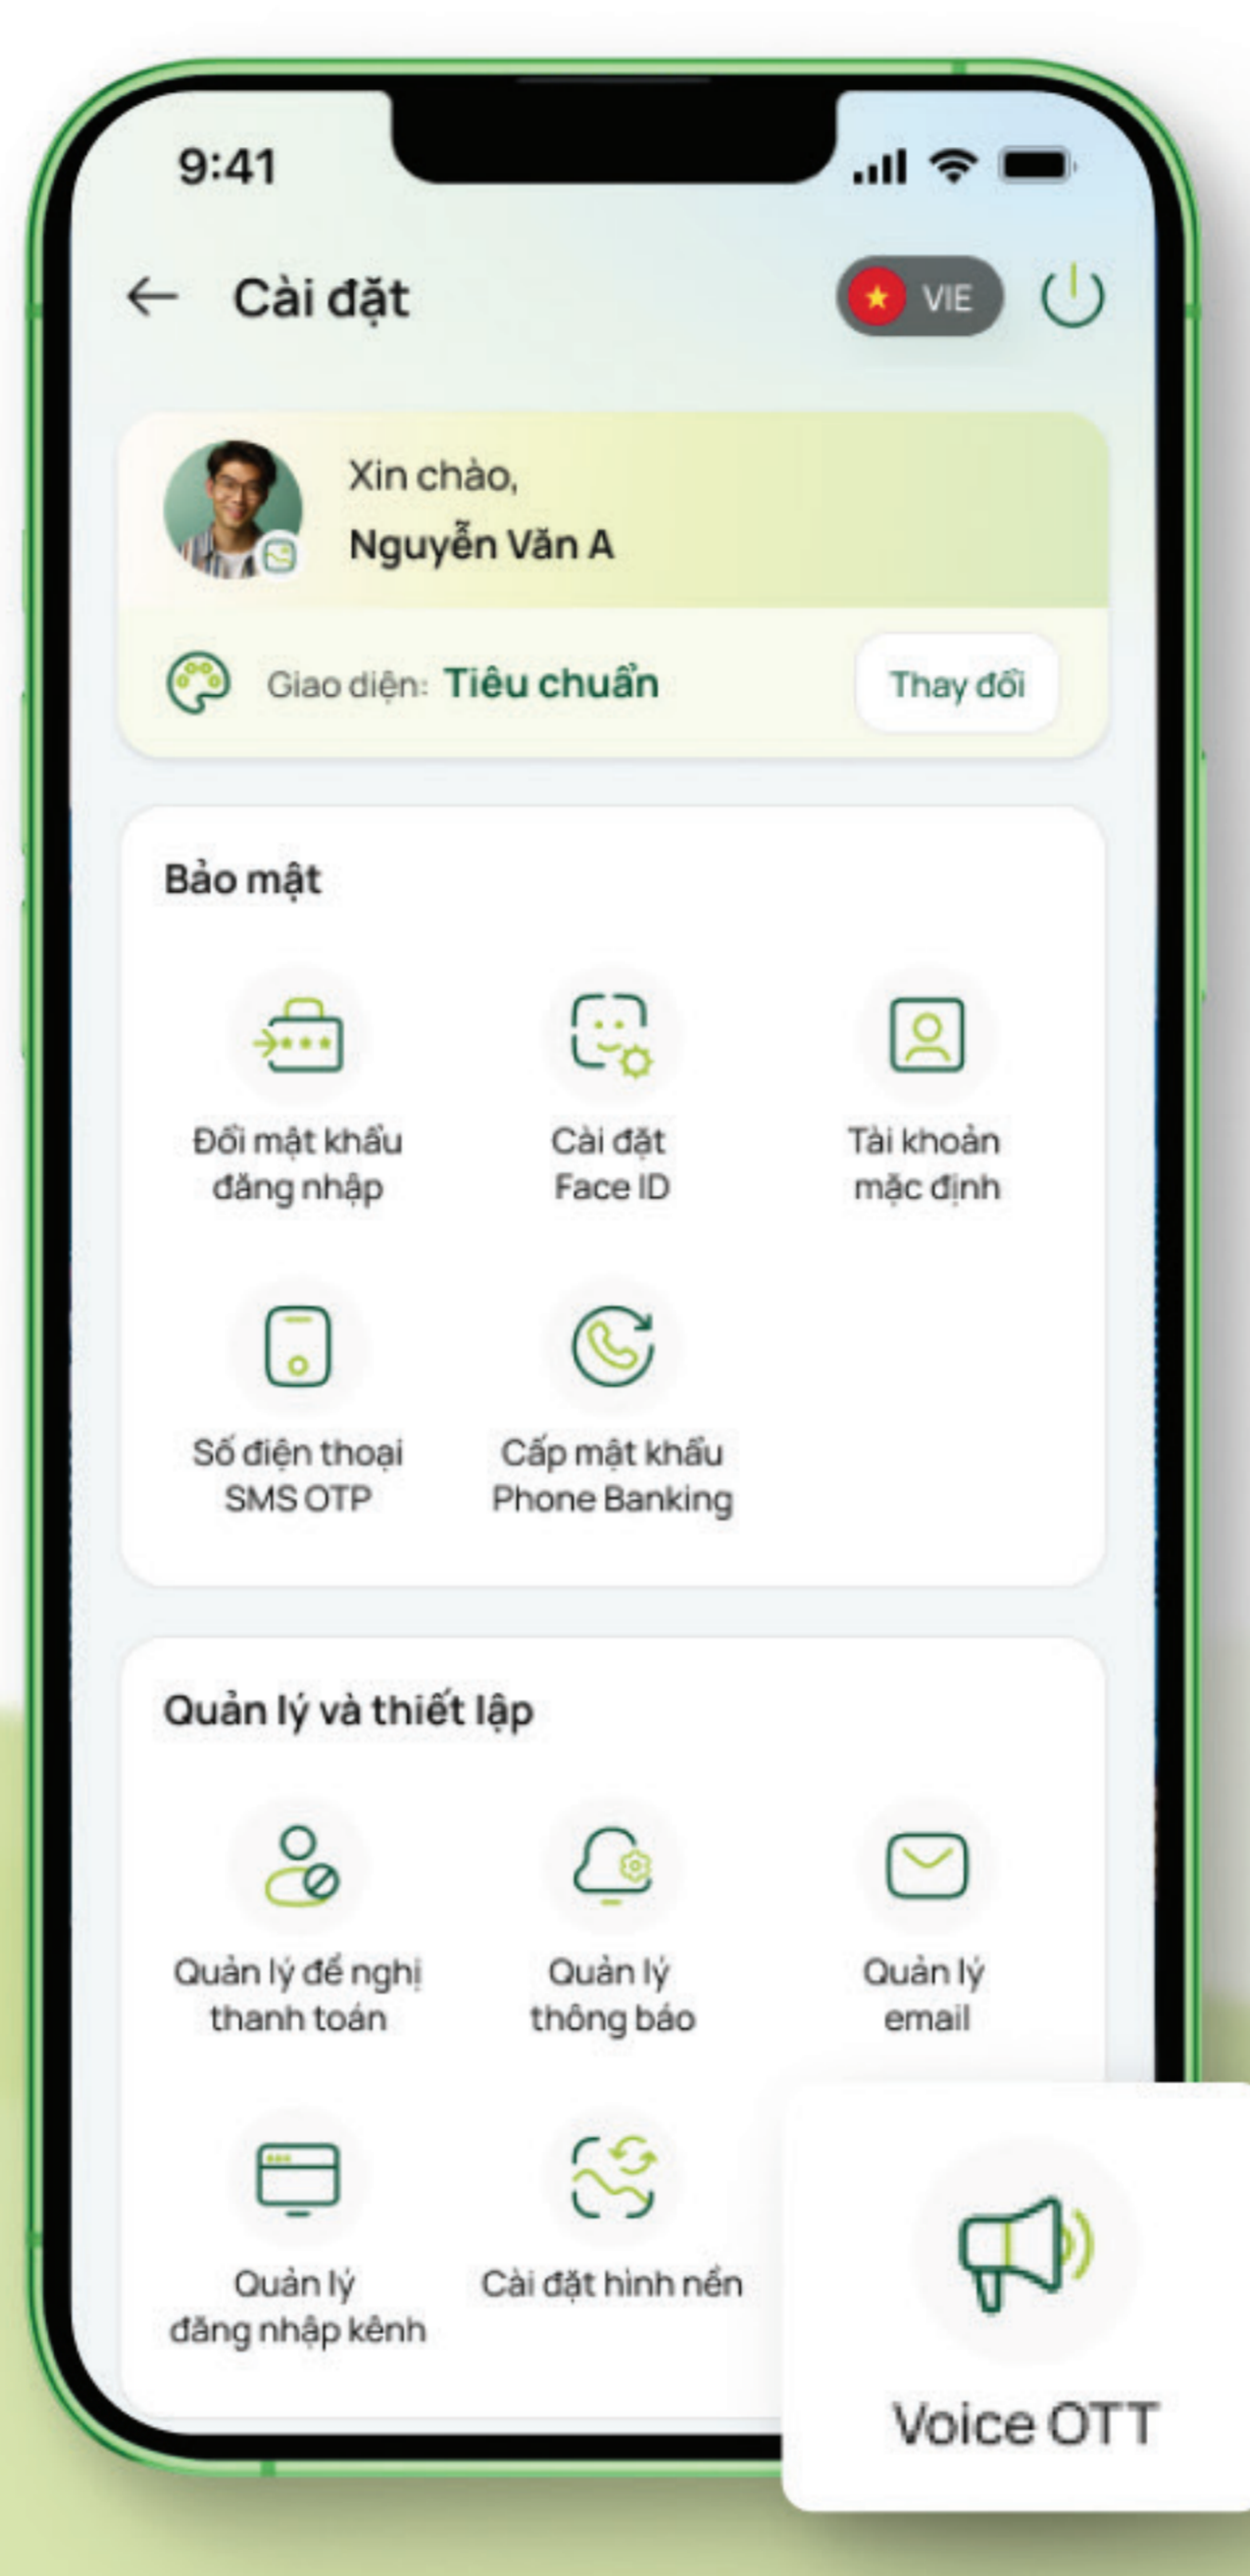 9:41
Cài đặt
VIE
Xin chào,
Nguyễn Văn A
Giao diện: Tiêu chuẩn
Thay đổi
Bảo mật
Đổi mật khẩu
đăng nhập
Cài đặt
Face ID
Tài khoản
mặc định
Số điện thoại
SMS OTP
Cấp mật khẩu
Phone Banking
Quản lý và thiết lập
Quản lý đề nghị
thanh toán
Quản lý
thông báo
Quản lý
email
Quản lý
đăng nhập kênh
Cài đặt hình nền
Voice OTT